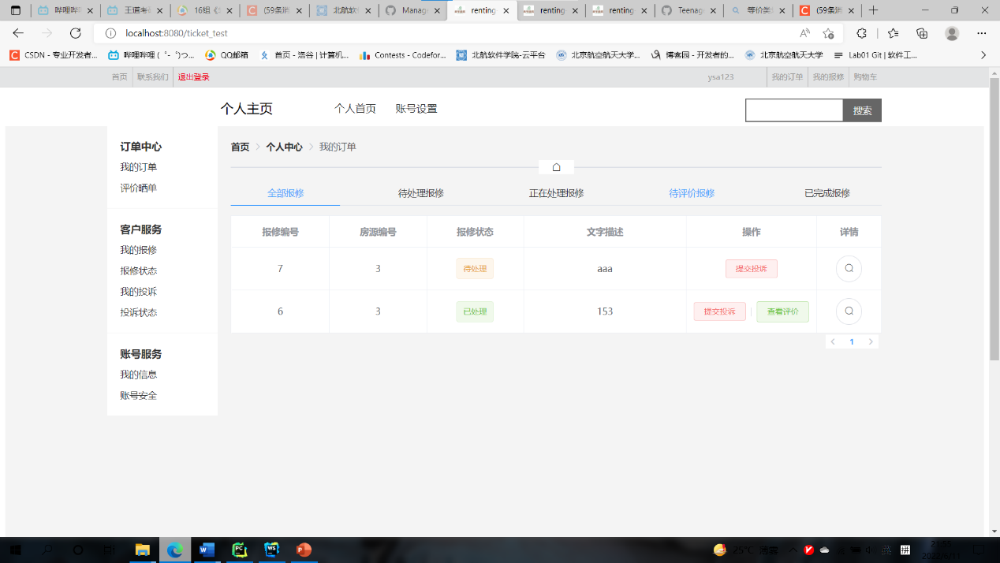 哔哩哔
王道考
16组《
(59条消
北航软
Manage
renting
renting
renting
Teenag
等价类
(59条消
localhost:8080/ticket_test
CSDN - 专业开发者...
哔哩哔哩 (゜-゜)つ...
QQ邮箱
首页 - 洛谷 | 计算机...
Contests - Codefor...
北航软件学院-云平台
北京航空航天大学...
博客园 - 开发者的...
北京航空航天大学
Lab01 Git | 软件工...
首页 联系我们 退出登录 ysa123 我的订单 我的报修 购物车
个人主页 个人首页 账号设置 搜索
订单中心
我的订单
评价晒单
客户服务
我的报修
报修状态
我的投诉
投诉状态
账号服务
我的信息
账号安全
首页 > 个人中心 > 我的订单
全部报修 待处理报修 正在处理报修 待评价报修 已完成报修
报修编号 房源编号 报修状态 文字描述 操作 详情
7 3 待处理 aaa 提交投诉
6 3 已处理 153 提交投诉 查看评价
1
25°C 薄雾
英
拼